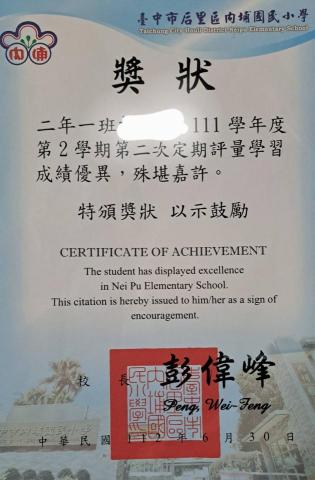 臺中市后里區內埔國民小學
Taichung City Houli District Neipu Elementary School
內埔
獎狀
二年一班 111學年度
第2學期第二次定期評量學習
成績優異，殊堪嘉許。
特頒獎狀 以示鼓勵
CERTIFICATE OF ACHIEVEMENT
The student has displayed excellence
in Nei Pu Elementary School.
This citation is hereby issued to him/her as a sign of
encouragement.
校長 彭偉峰
Peng, Wei-Feng
中華民國112年6月30日